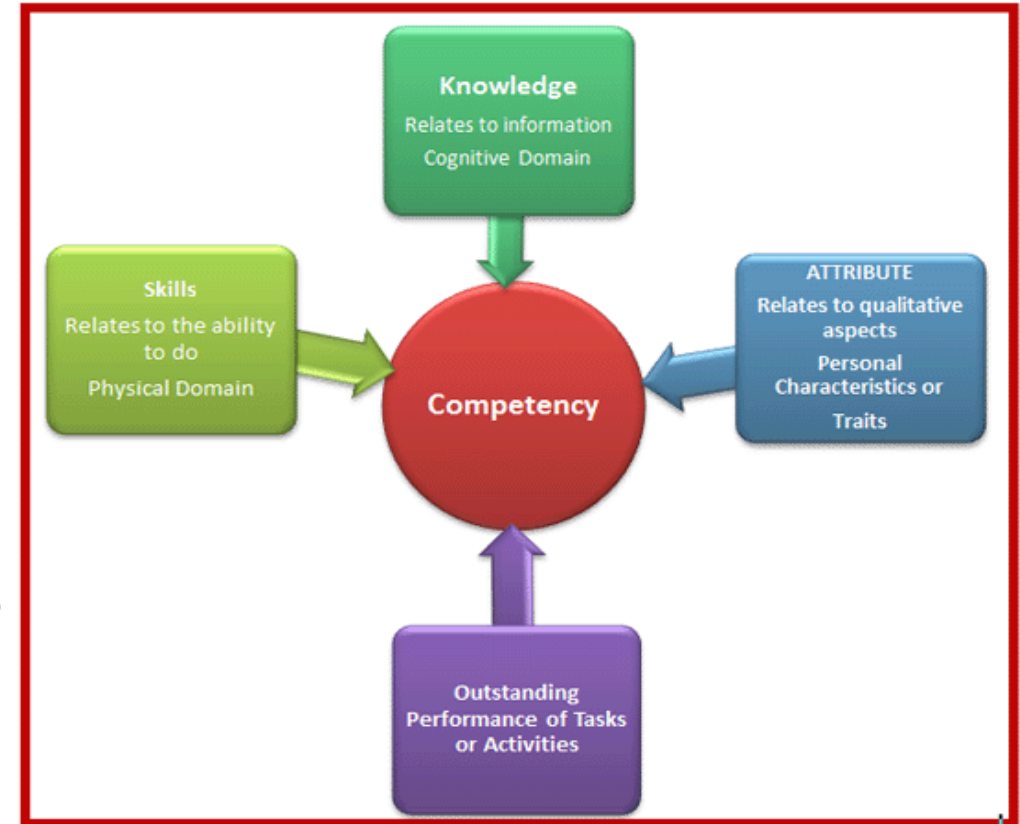 Knowledge
Relates to information
Cognitive Domain
Skills
Relates to the ability
to do
Physical Domain
ATTRIBUTE
Relates to qualitative
aspects
Personal
Characteristics or
Traits
Competency
Outstanding
Performance of Tasks
or Activities